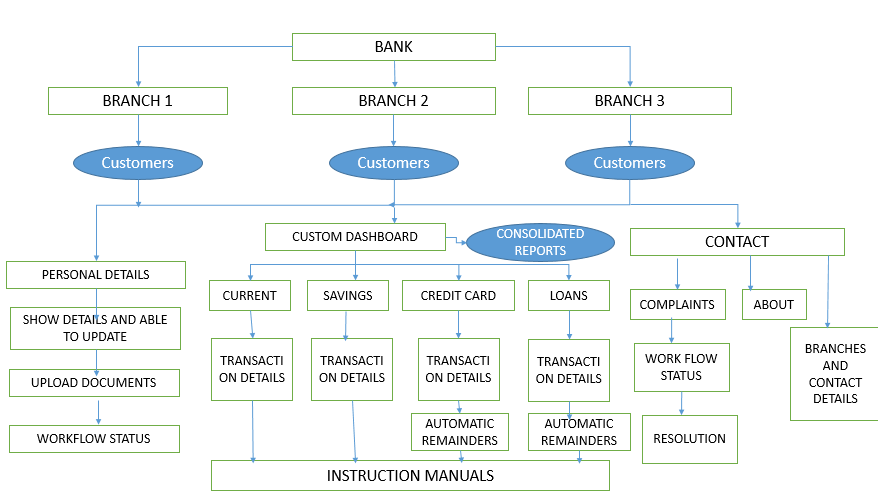 BANK
BRANCH 1
BRANCH 2
BRANCH 3
Customers
Customers
Customers
CUSTOM DASHBOARD
CONSOLIDATED
REPORTS
CONTACT
PERSONAL DETAILS
CURRENT
SAVINGS
CREDIT CARD
LOANS
COMPLAINTS
ABOUT
SHOW DETAILS AND ABLE
TO UPDATE
TRANSACTI
ON DETAILS
TRANSACTI
ON DETAILS
TRANSACTI
ON DETAILS
TRANSACTI
ON DETAILS
WORK FLOW
STATUS
BRANCHES
AND
CONTACT
DETAILS
UPLOAD DOCUMENTS
AUTOMATIC
REMAINDERS
AUTOMATIC
REMAINDERS
RESOLUTION
WORKFLOW STATUS
INSTRUCTION MANUALS